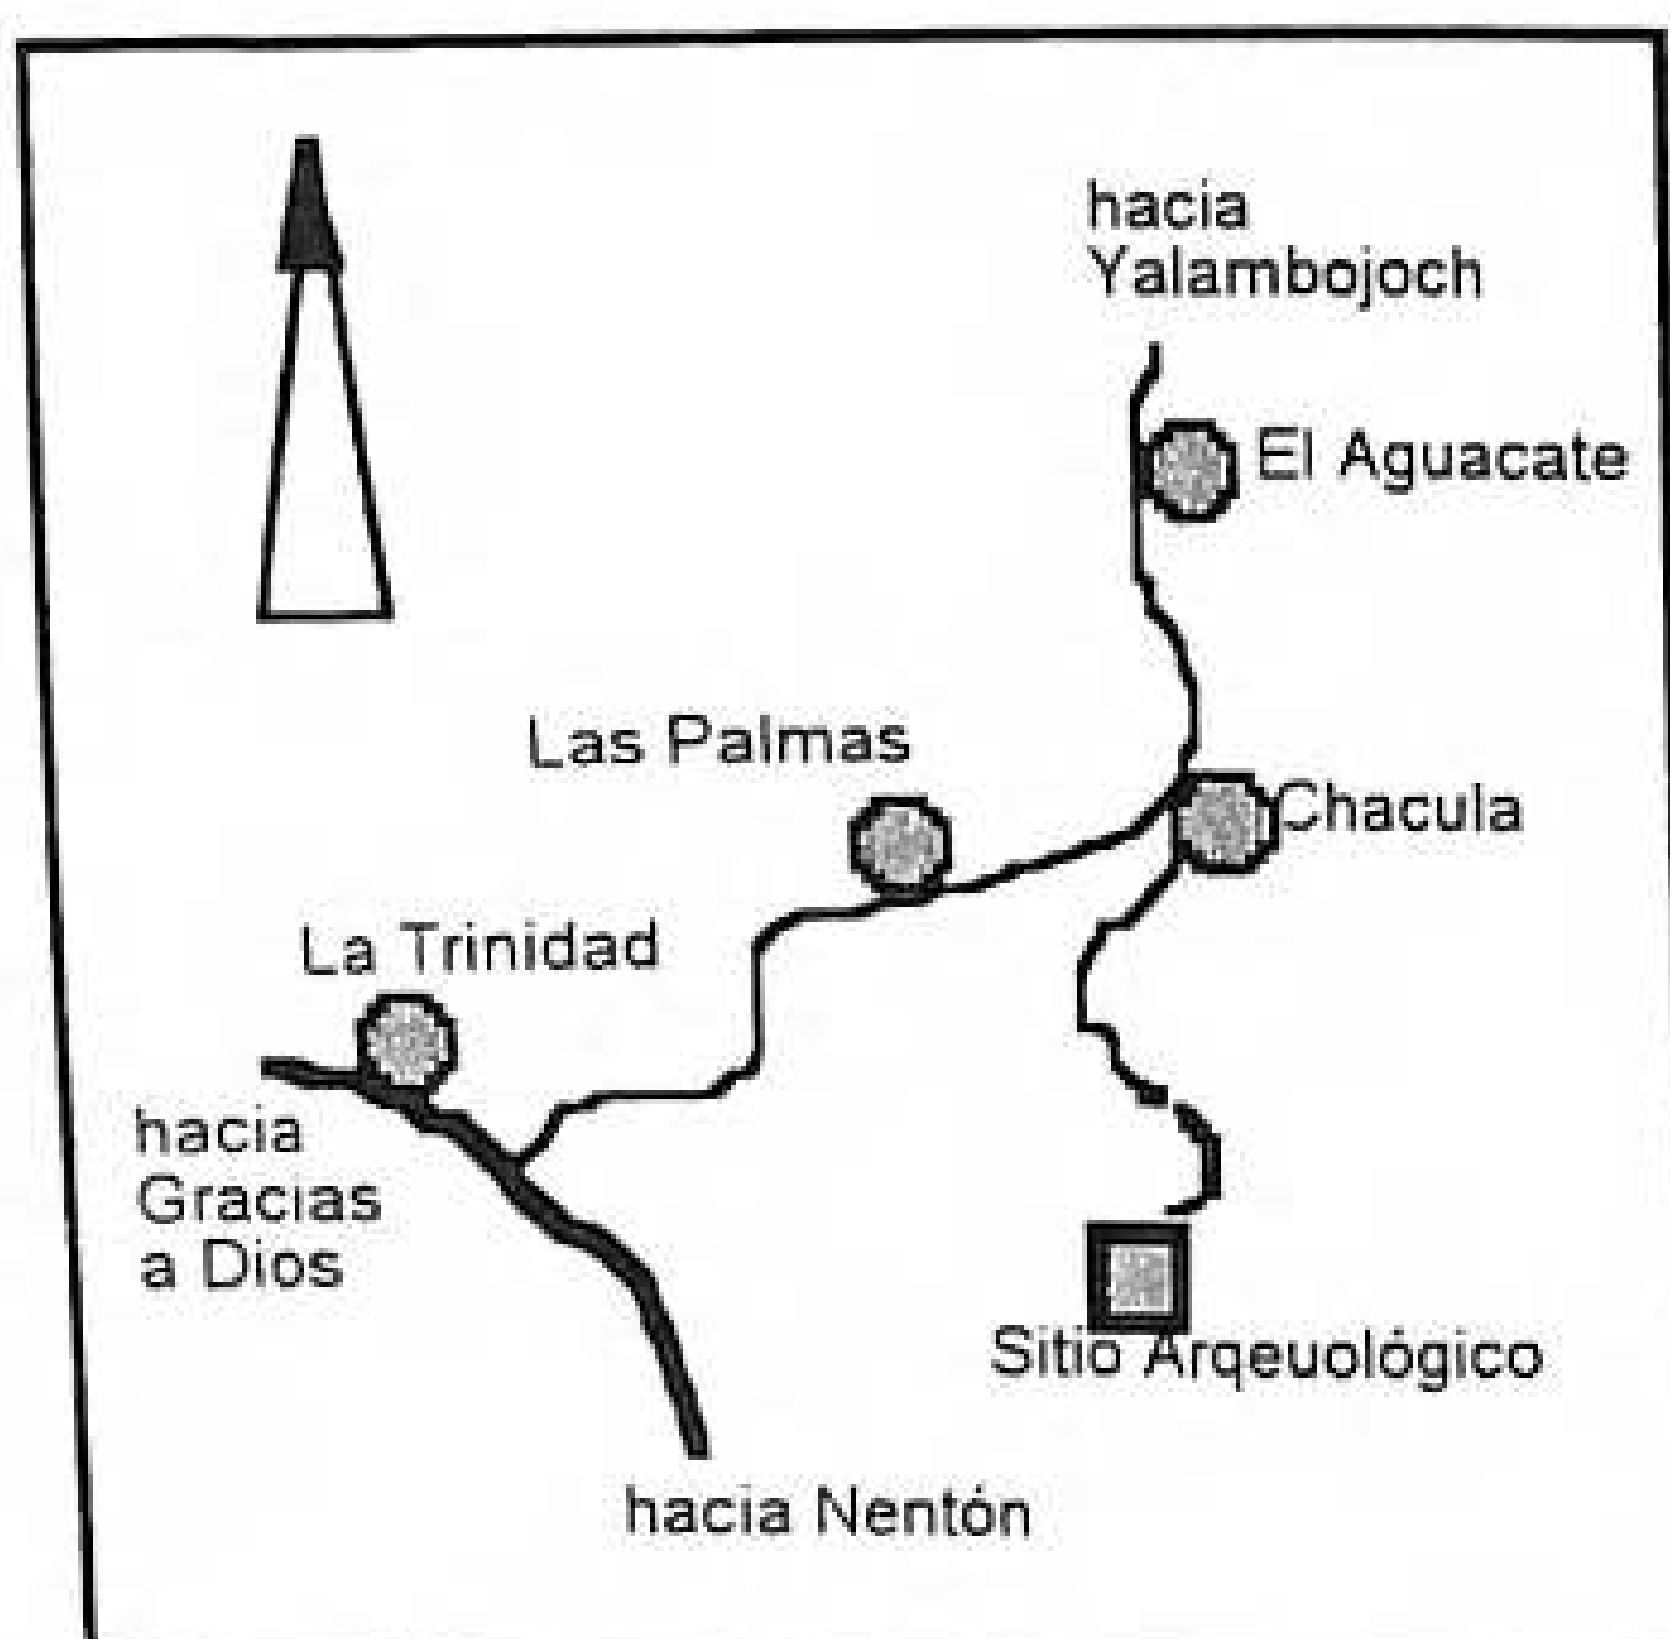 hacia
Yalambojoch
El Aguacate
Las Palmas
Chacula
La Trinidad
hacia
Gracias
a Dios
Sitio Arqeuológico
hacia Nentón